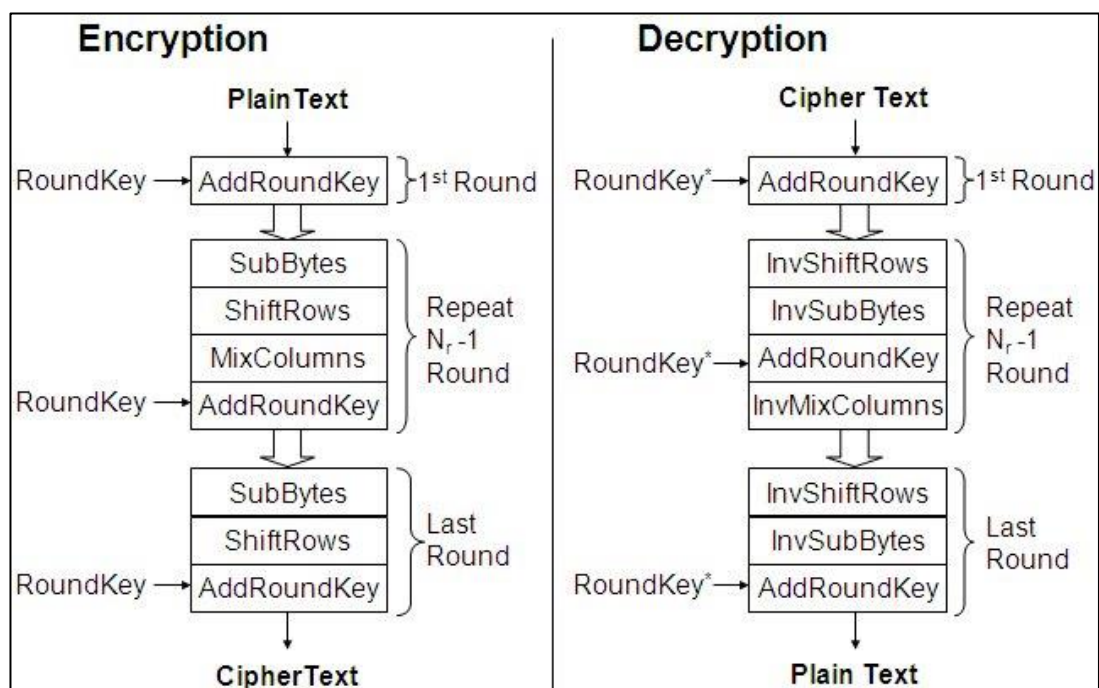 Encryption
PlainText
RoundKey
AddRoundKey
1st Round
SubBytes
ShiftRows
MixColumns
RoundKey
AddRoundKey
Repeat
Nr -1
Round
SubBytes
ShiftRows
RoundKey
AddRoundKey
Last
Round
CipherText
Decryption
Cipher Text
RoundKey*
AddRoundKey
1st Round
InvShiftRows
InvSubBytes
RoundKey*
AddRoundKey
InvMixColumns
Repeat
Nr -1
Round
InvShiftRows
InvSubBytes
RoundKey*
AddRoundKey
Last
Round
Plain Text